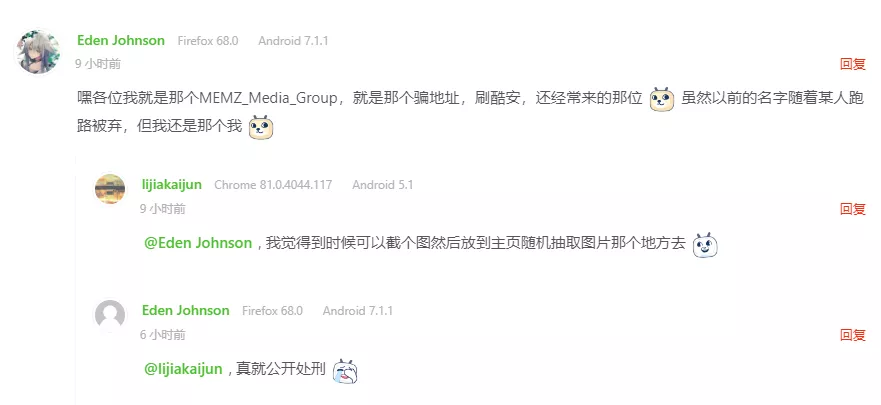 Eden Johnson Firefox 68.0 Android 7.1.1
9 小时前 回复
嘿各位我就是那个MEMZ_Media_Group，就是那个骗地址，刷酷安，还经常来的那位 虽然以前的名字随着某人跑
路被弃，但我还是那个我
lijiakaijun Chrome 81.0.4044.117 Android 5.1
9 小时前 回复
@Eden Johnson , 我觉得到时候可以截个图然后放到主页随机抽取图片那个地方去
Eden Johnson Firefox 68.0 Android 7.1.1
6 小时前 回复
@lijiakaijun , 真就公开处刑